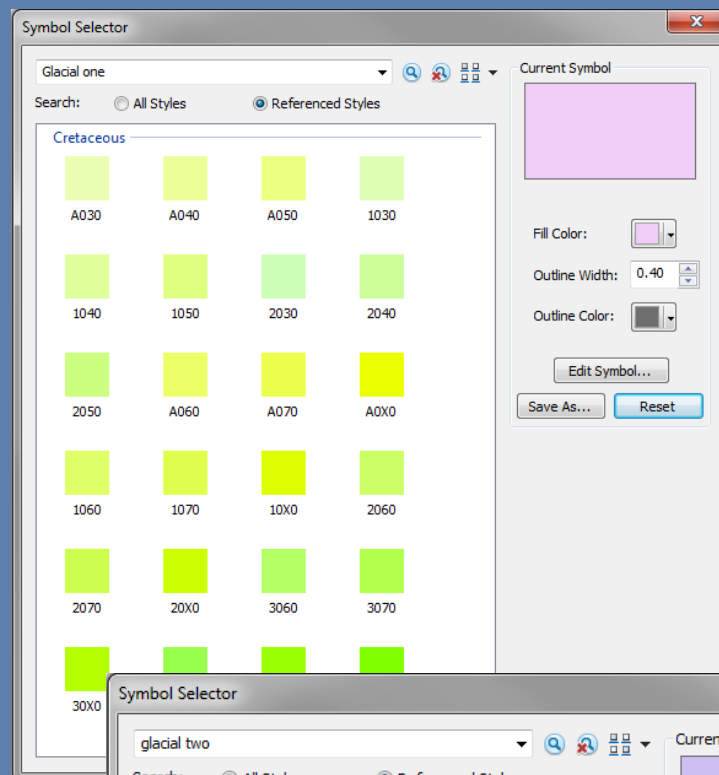 Symbol Selector
Glacial one
Current Symbol
Search: All Styles Referenced Styles
Cretaceous
A030 A040 A050 1030
Fill Color:
Outline Width: 0.40
1040 1050 2030 2040
Outline Color:
Edit Symbol...
2050 A060 A070 A0X0
Save As... Reset
1060 1070 10X0 2060
2070 20X0 3060 3070
30X0
Symbol Selector
glacial two